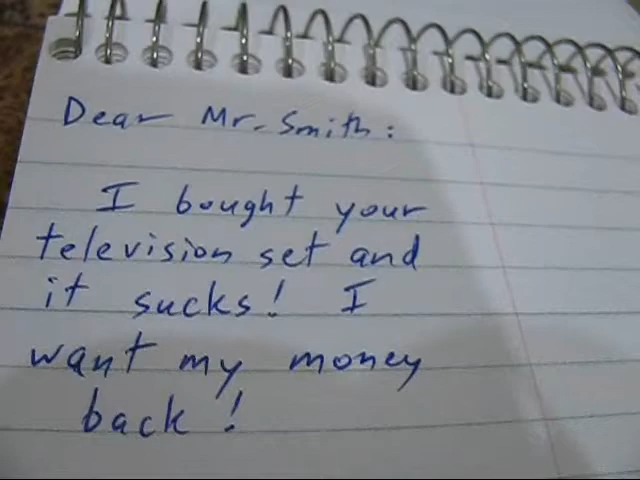 Dear Mr. Smith:
I bought your
television set and
it sucks! I
want my money
back!